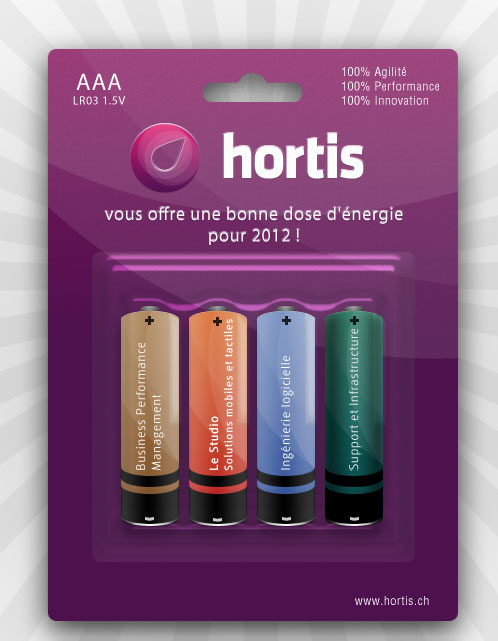 AAA
LR03 1.5V
100% Agilité
100% Performance
100% Innovation
hortis
vous offre une bonne dose d'énergie
pour 2012 !
Business Performance
Management
Le Studio
Solutions mobiles et tactiles
Ingénierie logicielle
Support et Infrastructure
www.hortis.ch